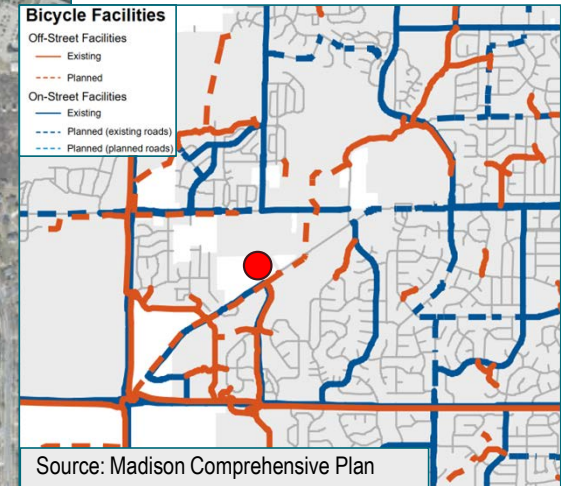 Bicycle Facilities
Off-Street Facilities
Existing
Planned
On-Street Facilities
Existing
Planned (existing roads)
Planned (planned roads)
Source: Madison Comprehensive Plan